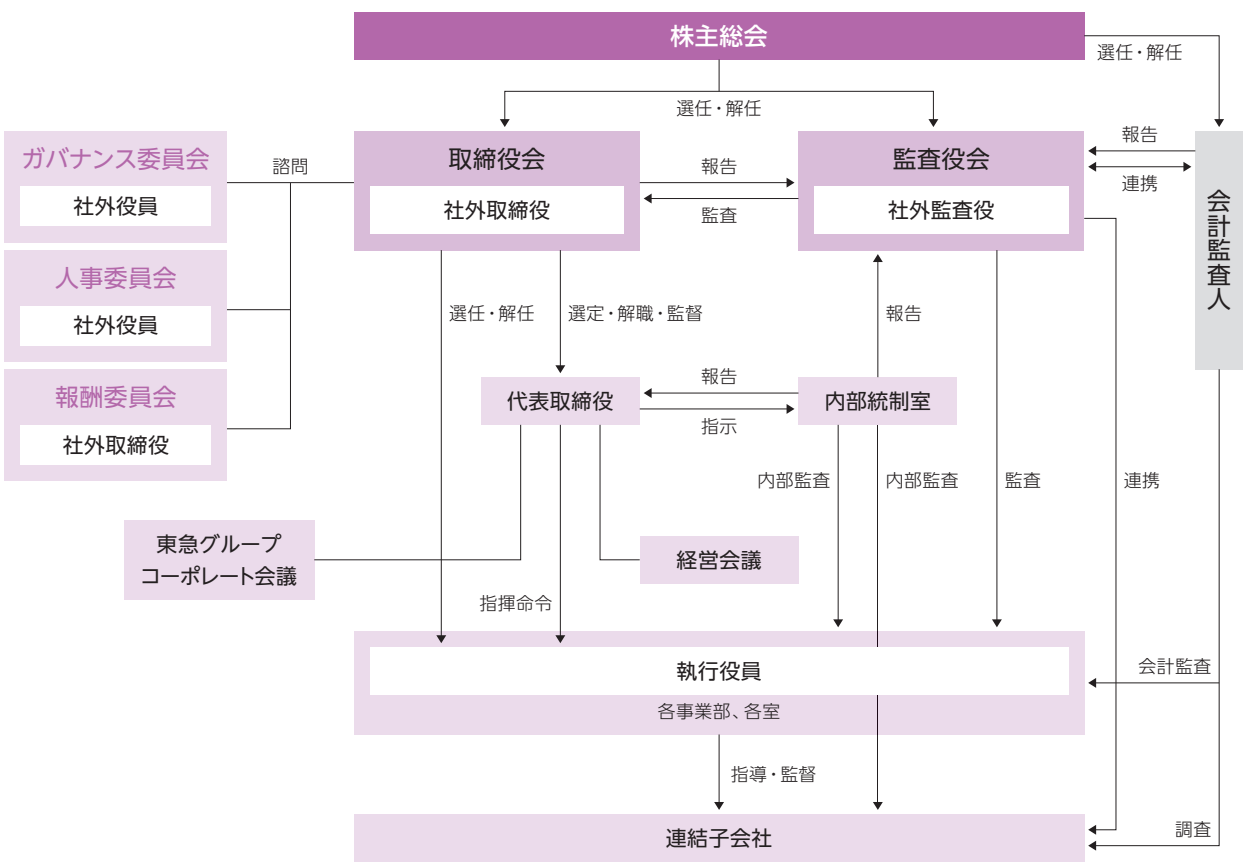 株主総会
選任・解任
選任・解任
ガバナンス委員会
社外役員
諮問
取締役会
社外取締役
報告
監査
監査役会
社外監査役
報告
連携
会計監査人
人事委員会
社外役員
選任・解任
選定・解職・監督
報告
報酬委員会
社外取締役
代表取締役
報告
指示
内部統制室
内部監査
内部監査
監査
連携
東急グループ
コーポレート会議
経営会議
指揮命令
執行役員
各事業部、各室
会計監査
指導・監督
連結子会社
調査